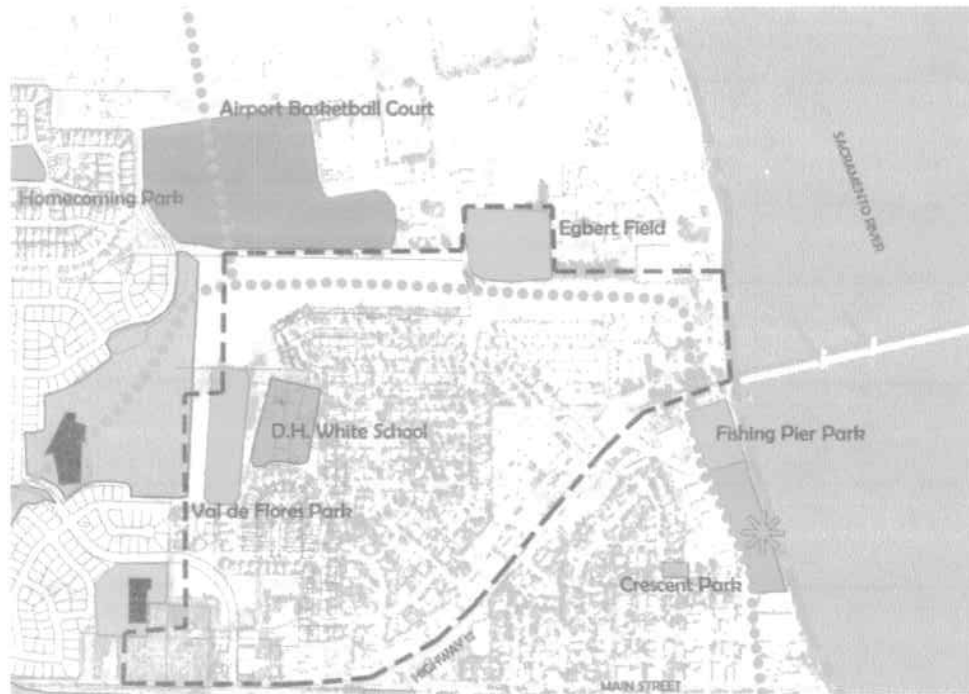 Airport Basketball Court
SACRAMENTO RIVER
Homecoming Park
Egbert Field
D.H. White School
Fishing Pier Park
Val de Flores Park
Crescent Park
HIGHWAY 12
MAIN STREET